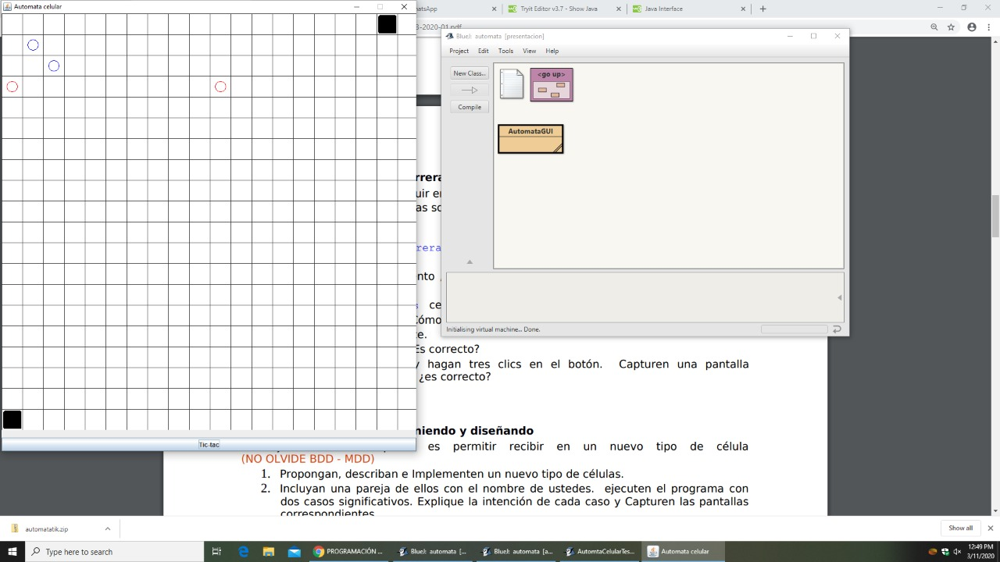 Automata celular
Tic-tac
hatsApp
Tryit Editor v3.7 - Show Java
Java Interface
3-2020-01.pdf
BlueJ: automata [presentacion]
Project Edit Tools View Help
New Class...
Compile
<go up>
AutomataGUI
Initialising virtual machine... Done.
rrera
uir e
as so
rera
nto
s ce
Cómo
te.
Es correcto?
y hagan tres clics en el botón. Capturen una pantalla
¿es correcto?
niendo y diseñando
es permitir recibir en un nuevo tipo de célula
(NO OLVIDE BDD - MDD)
1. Propongan, describan e Implementen un nuevo tipo de células.
2. Incluyan una pareja de ellos con el nombre de ustedes. ejecuten el programa con
dos casos significativos. Explique la intención de cada caso y Capturen las pantallas
correspondientes
automatatik.zip
Show all
Type here to search
PROGRAMACIÓN ...
BlueJ: automata [...
BlueJ: automata [a...
AutomtaCelularTes...
Automata celular
12:49 PM
3/11/2020